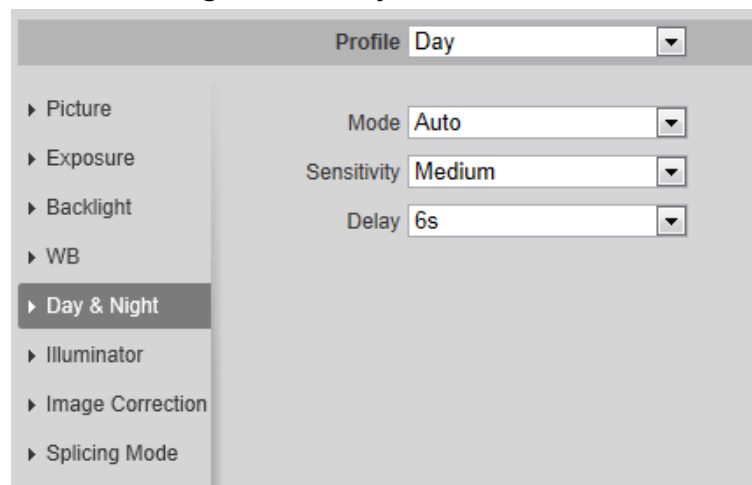 Profile Day
Picture
Mode Auto
Exposure
Sensitivity Medium
Backlight
Delay 6s
WB
Day & Night
Illuminator
Image Correction
Splicing Mode